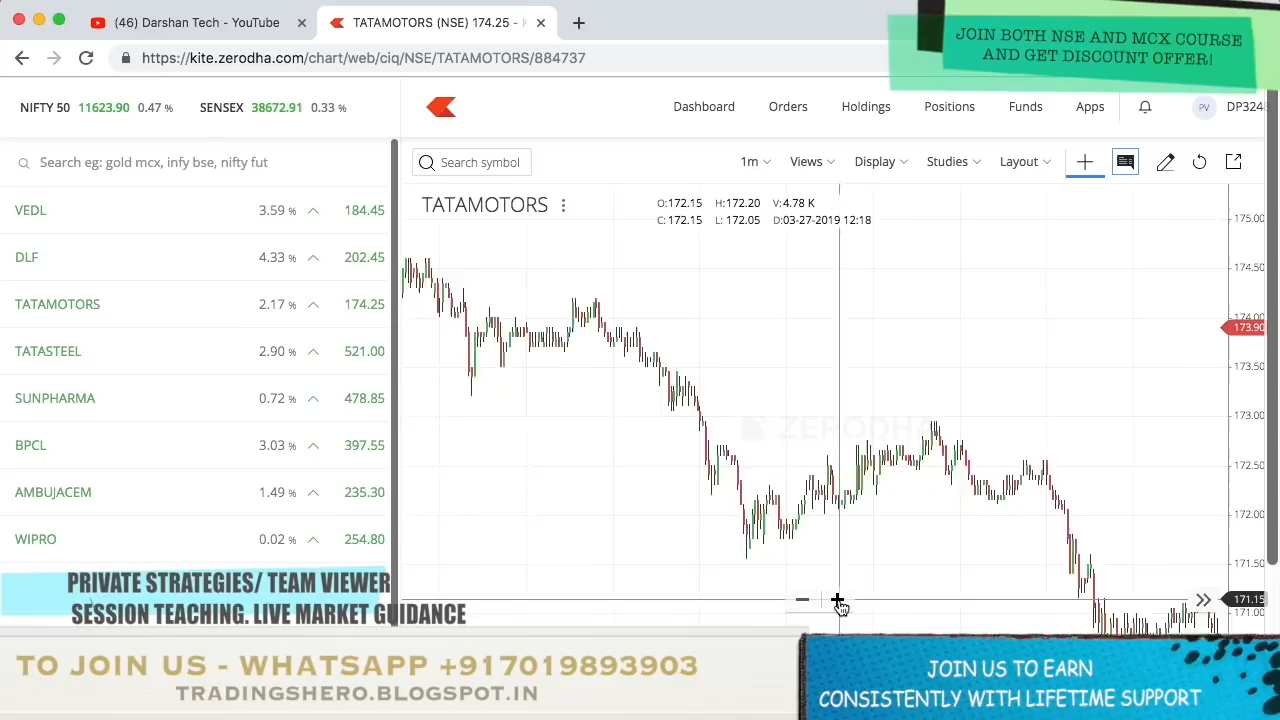 (46) Darshan Tech - YouTube
TATAMOTORS (NSE) 174.25 -
https://kite.zerodha.com/chart/web/ciq/NSE/TATAMOTORS/884737
JOIN BOTH NSE AND MCX COURSE
AND GET DISCOUNT OFFER!
NIFTY 50 11623.90 0.47 % SENSEX 38672.91 0.33 %
Dashboard Orders Holdings Positions Funds Apps PV DP324
Search eg: gold mcx, infy bse, nifty fut
Search symbol 1m Views Display Studies Layout
TATAMOTORS
O:172.15 H:172.20 V:4.78 K
C:172.15 L: 172.05 D:03-27-2019 12:18
VEDL 3.59 % 184.45
DLF 4.33 % 202.45
TATAMOTORS 2.17 % 174.25
TATASTEEL 2.90 % 521.00
SUNPHARMA 0.72 % 478.85
BPCL 3.03 % 397.55
AMBUJACEM 1.49 % 235.30
WIPRO 0.02 % 254.80
175.00
174.50
174.00
173.90
173.50
173.00
172.50
172.00
171.50
171.15
171.00
ZERODHA
PRIVATE STRATEGIES/ TEAM VIEWER
SESSION TEACHING. LIVE MARKET GUIDANCE
TO JOIN US - WHATSAPP +917019893903
TRADINGSHERO.BLOGSPOT.IN
JOIN US TO EARN
CONSISTENTLY WITH LIFETIME SUPPORT